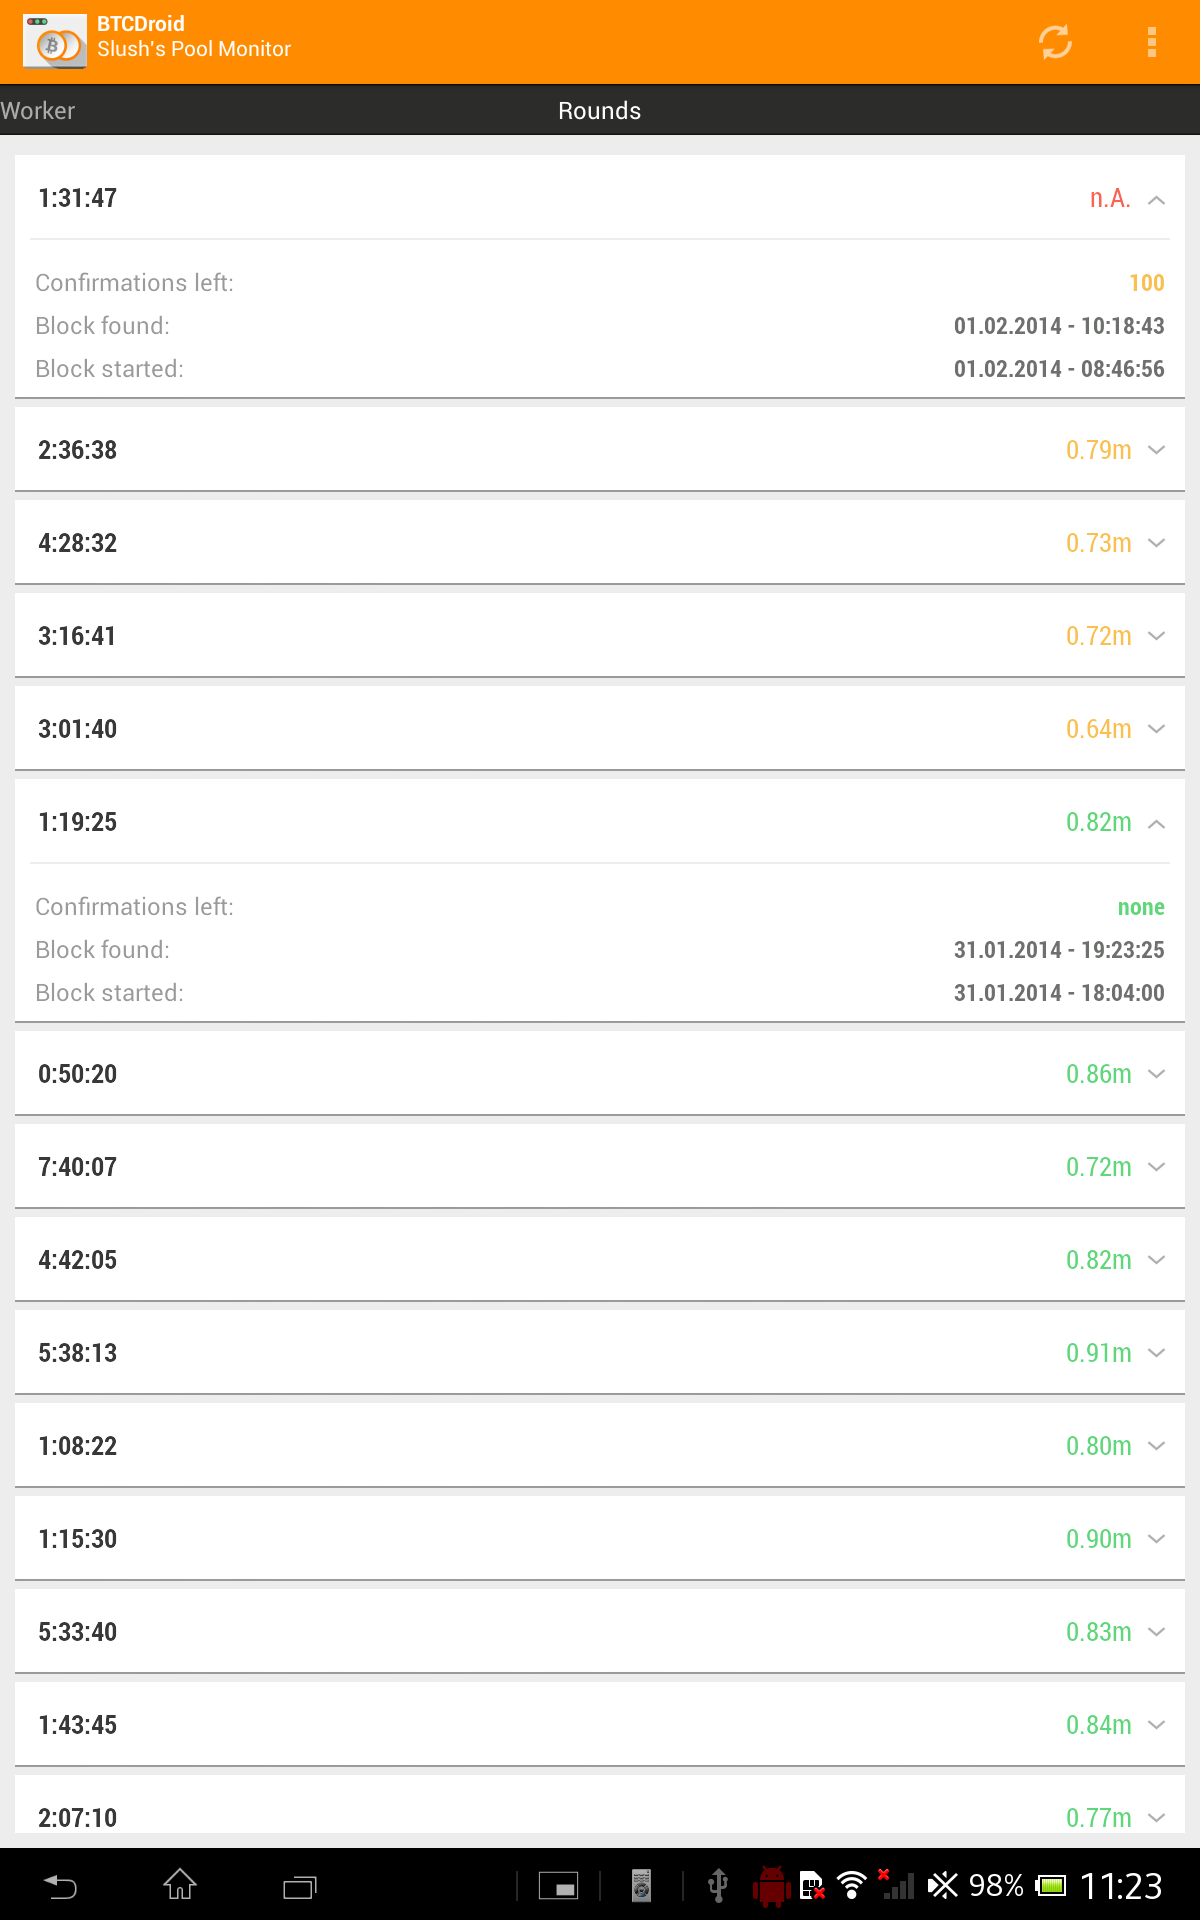 BTCDroid
Slush's Pool Monitor
Worker
Rounds
1:31:47 n.A.
Confirmations left: 100
Block found: 01.02.2014 - 10:18:43
Block started: 01.02.2014 - 08:46:56
2:36:38 0.79m
4:28:32 0.73m
3:16:41 0.72m
3:01:40 0.64m
1:19:25 0.82m
Confirmations left: none
Block found: 31.01.2014 - 19:23:25
Block started: 31.01.2014 - 18:04:00
0:50:20 0.86m
7:40:07 0.72m
4:42:05 0.82m
5:38:13 0.91m
1:08:22 0.80m
1:15:30 0.90m
5:33:40 0.83m
1:43:45 0.84m
2:07:10 0.77m
98% 11:23